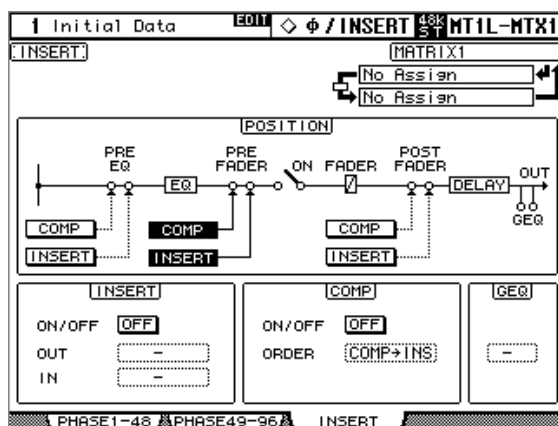 1 Initial Data EDIT ◇ φ/INSERT 48K ST MT1L-MTX1
INSERT
MATRIX1
No Assign
No Assign
POSITION
PRE EQ
PRE FADER
ON
FADER
POST FADER
EQ
DELAY
OUT
GEQ
COMP COMP COMP
INSERT INSERT INSERT
INSERT COMP GEQ
ON/OFF OFF ON/OFF OFF
OUT - ORDER COMP→INS -
IN -
PHASE1-48 PHASE49-96 INSERT